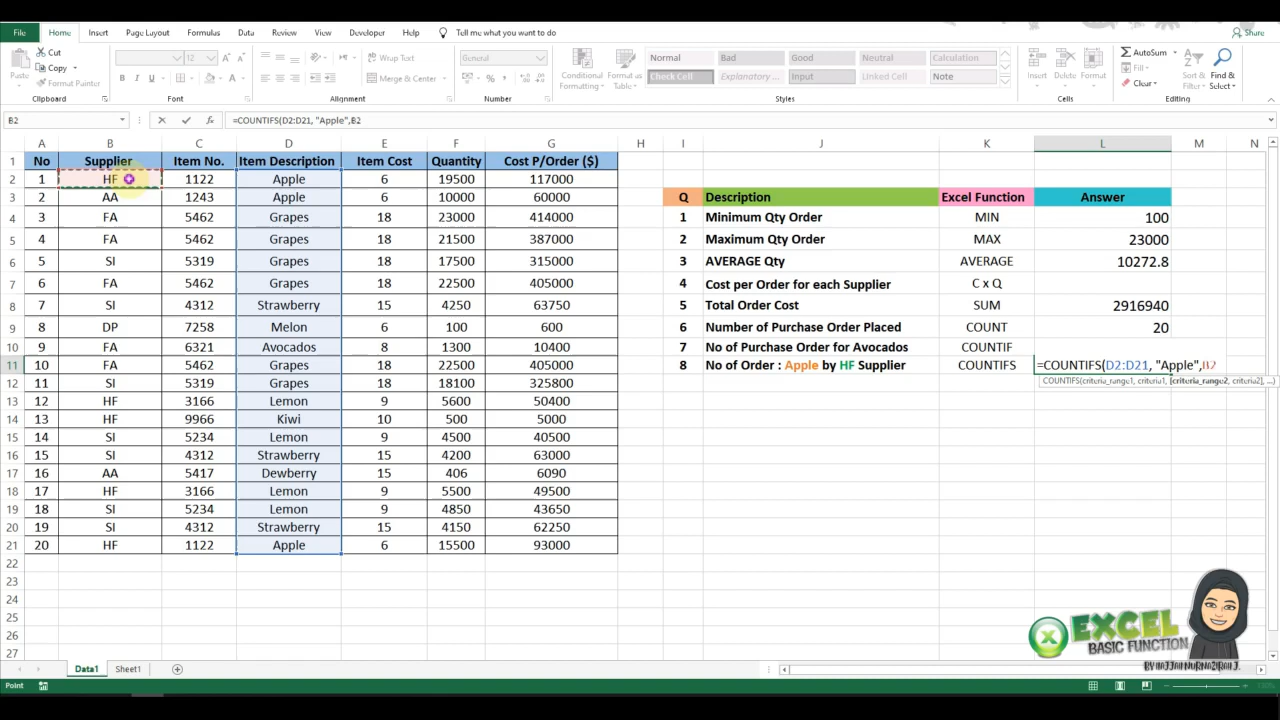 File Home Insert Page Layout Formulas Data Review View Developer Help Tell me what you want to do Share
Paste Cut Copy Format Painter Clipboard
12 B I U A A A Font
Wrap Text Merge & Center Alignment
General % , Number
Conditional Formatting Format as Table
Normal Bad Good Neutral Calculation
Check Cell Explanatory ... Input Linked Cell Note
Styles
Insert Delete Format Cells
AutoSum Fill Clear Sort & Filter Find & Select Editing
B2 fx =COUNTIFS(D2:D21, "Apple",B2
A B C D E F G H I J K L M N
1 No Supplier Item No. Item Description Item Cost Quantity Cost P/Order ($)
2 1 HF 1122 Apple 6 19500 117000
3 2 AA 1243 Apple 6 10000 60000 Q Description Excel Function Answer
4 3 FA 5462 Grapes 18 23000 414000 1 Minimum Qty Order MIN 100
5 4 FA 5462 Grapes 18 21500 387000 2 Maximum Qty Order MAX 23000
6 5 SI 5319 Grapes 18 17500 315000 3 AVERAGE Qty AVERAGE 10272.8
7 6 FA 5462 Grapes 18 22500 405000 4 Cost per Order for each Supplier C x Q
8 7 SI 4312 Strawberry 15 4250 63750 5 Total Order Cost SUM 2916940
9 8 DP 7258 Melon 6 100 600 6 Number of Purchase Order Placed COUNT 20
10 9 FA 6321 Avocados 8 1300 10400 7 No of Purchase Order for Avocados COUNTIF
11 10 FA 5462 Grapes 18 22500 405000 8 No of Order : Apple by HF Supplier COUNTIFS =COUNTIFS(D2:D21, "Apple",B2
COUNTIFS(criteria_range1, criteria1, [criteria_range2, criteria2], ...)
12 11 SI 5319 Grapes 18 18100 325800
13 12 HF 3166 Lemon 9 5600 50400
14 13 HF 9966 Kiwi 10 500 5000
15 14 SI 5234 Lemon 9 4500 40500
16 15 SI 4312 Strawberry 15 4200 63000
17 16 AA 5417 Dewberry 15 406 6090
18 17 HF 3166 Lemon 9 5500 49500
19 18 SI 5234 Lemon 9 4850 43650
20 19 SI 4312 Strawberry 15 4150 62250
21 20 HF 1122 Apple 6 15500 93000
22
23
24
25
26
27
X EXCEL
BASIC FUNCTION
Data1 Sheet1
Point